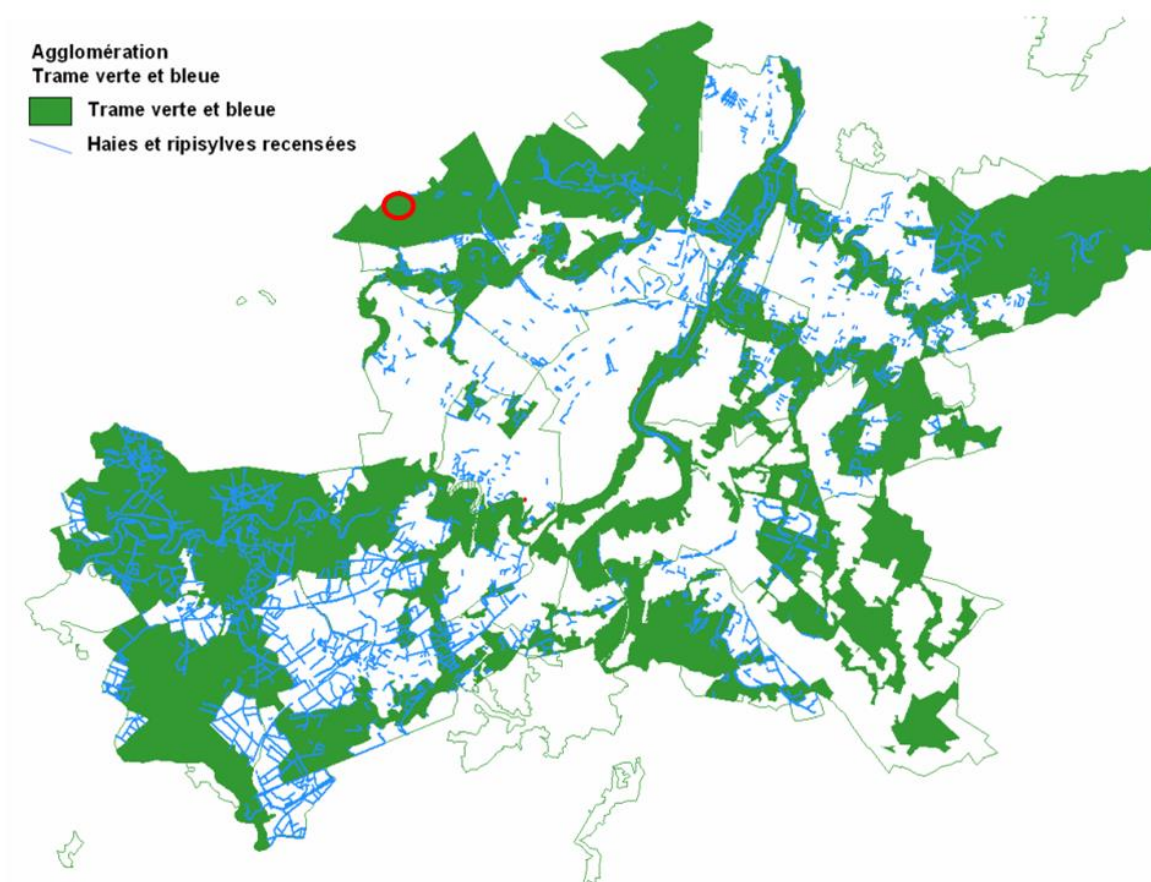 Agglomération
Trame verte et bleue
Trame verte et bleue
Haies et ripisylves recensées